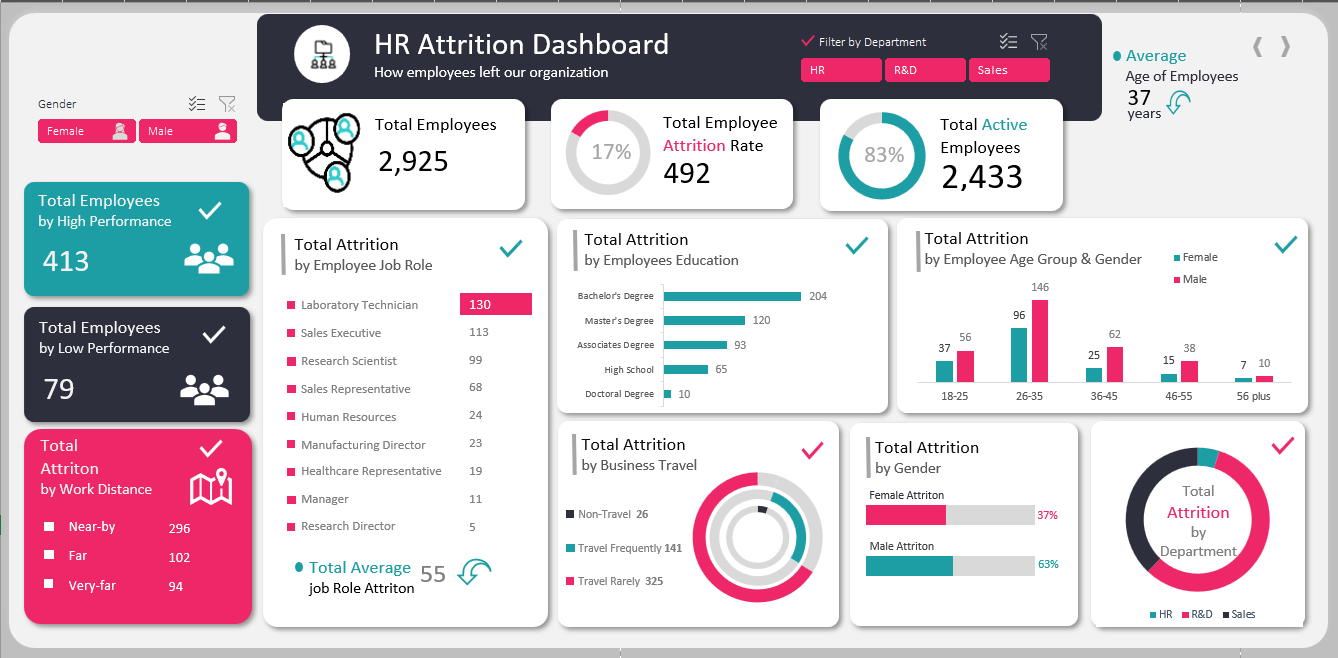 HR Attrition Dashboard
How employees left our organization
Filter by Department
HR
R&D
Sales
Average
Age of Employees
37
years
Gender
Female
Male
Total Employees
2,925
17%
Total Employee
Attrition Rate
492
83%
Total Active
Employees
2,433
Total Employees
by High Performance
413
Total Employees
by Low Performance
79
Total
Attriton
by Work Distance
Near-by 296
Far 102
Very-far 94
Total Attrition
by Employee Job Role
Laboratory Technician 130
Sales Executive 113
Research Scientist 99
Sales Representative 68
Human Resources 24
Manufacturing Director 23
Healthcare Representative 19
Manager 11
Research Director 5
Total Average
job Role Attriton
55
Total Attrition
by Employees Education
Bachelor's Degree 204
Master's Degree 120
Associates Degree 93
High School 65
Doctoral Degree 10
Total Attrition
by Employee Age Group & Gender
Female
Male
37 56 96 146 25 62 15 38 7 10
18-25 26-35 36-45 46-55 56 plus
Total Attrition
by Business Travel
Non-Travel 26
Travel Frequently 141
Travel Rarely 325
Total Attrition
by Gender
Female Attriton
37%
Male Attriton
63%
Total
Attrition
by
Department
HR R&D Sales